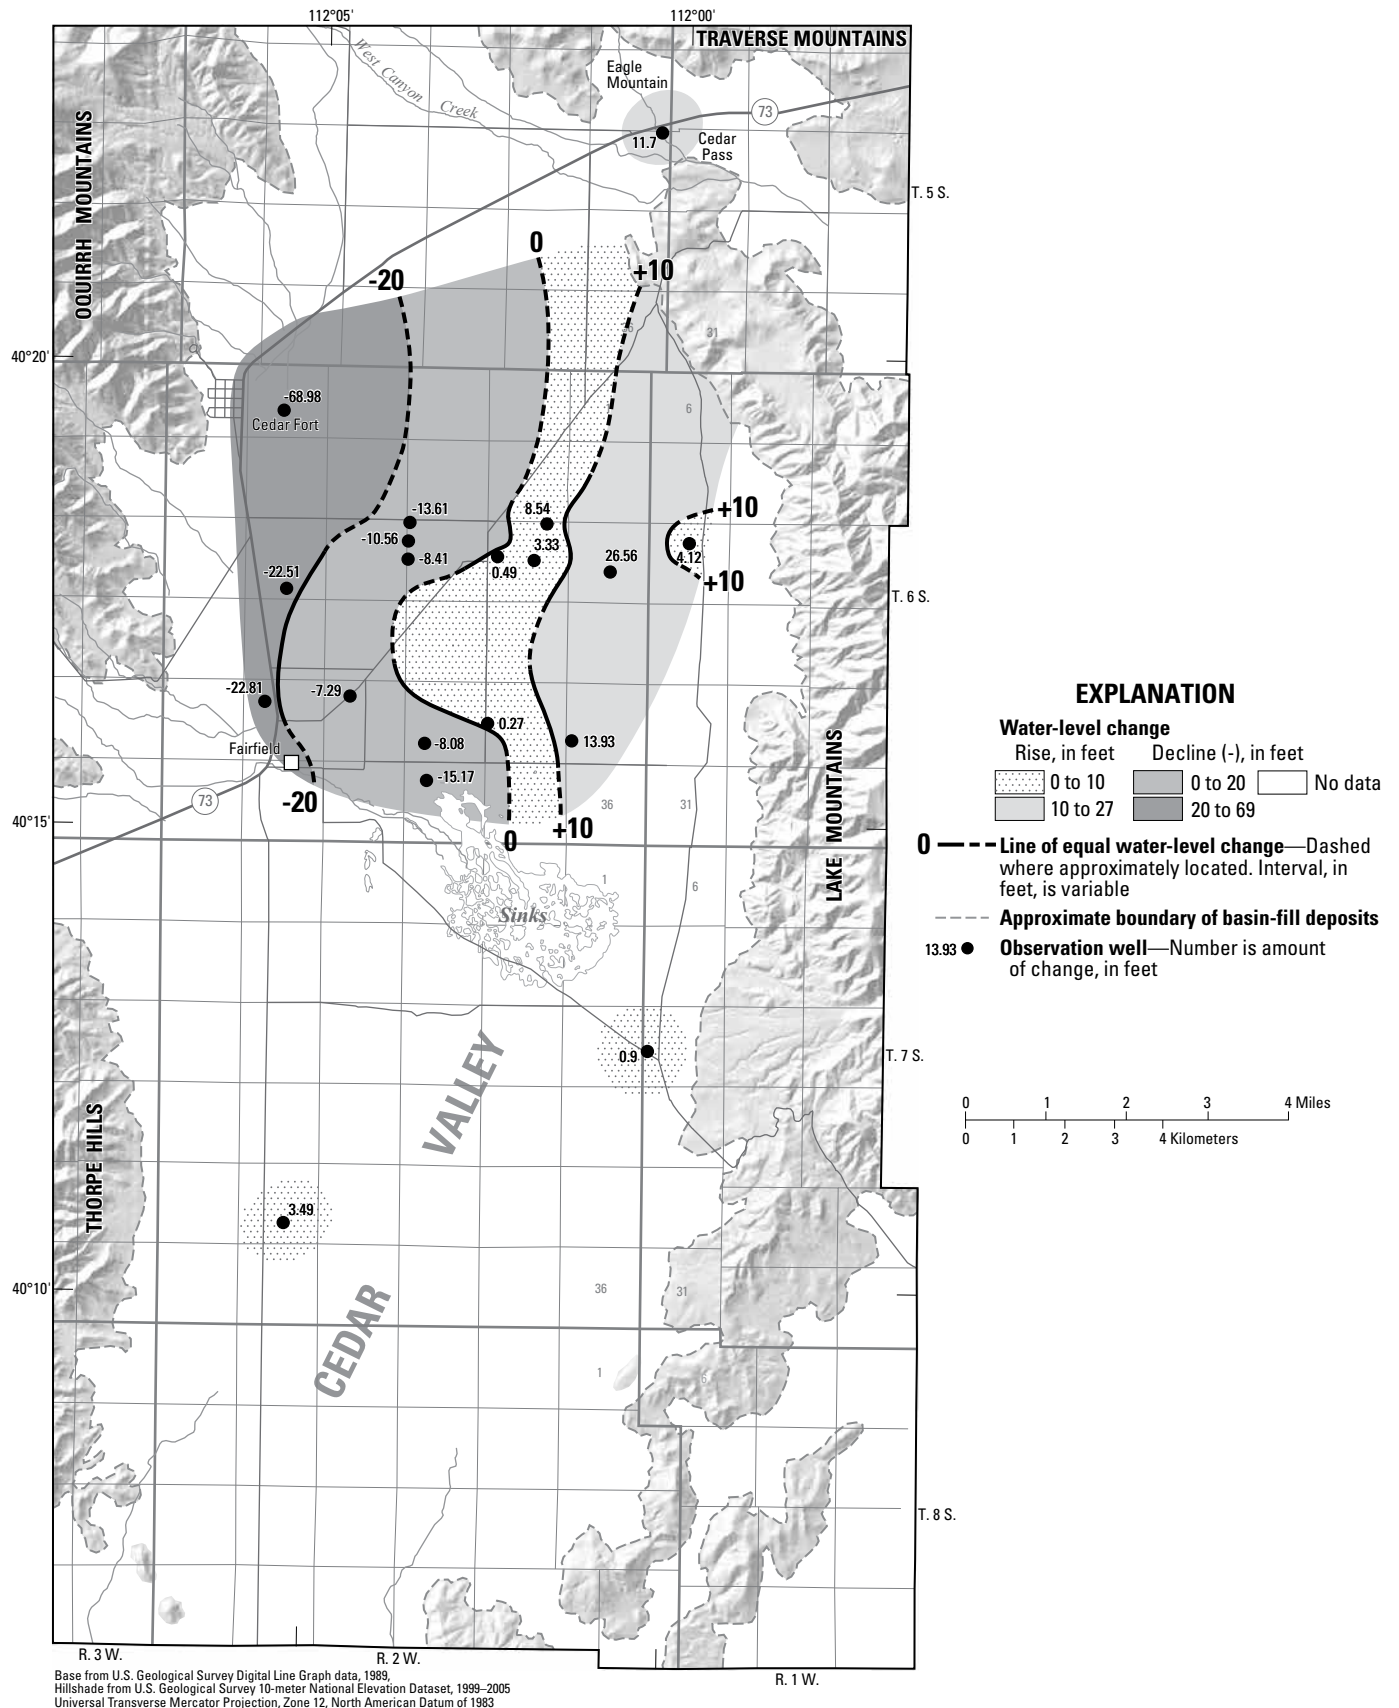 112°05'
112°00'
TRAVERSE MOUNTAINS
West Canyon Creek
Eagle
Mountain
73
11.7
Cedar
Pass
OQUIRRH MOUNTAINS
T. 5 S.
0
-20
+10
36
31
40°20'
-68.98
Cedar Fort
6
-13.61
8.54
+10
-10.56
3.33
-8.41
0.49
26.56
4.12
-22.51
+10
T. 6 S.
-22.81
-7.29
0.27
-8.08
13.93
Fairfield
-15.17
73
-20
36
31
40°15'
0
+10
LAKE MOUNTAINS
1
6
Sinks
0.9
T. 7 S.
VALLEY
THORPE HILLS
3.49
40°10'
36
31
CEDAR
1
6
T. 8 S.
R. 3 W.
R. 2 W.
R. 1 W.
Base from U.S. Geological Survey Digital Line Graph data, 1989,
Hillshade from U.S. Geological Survey 10-meter National Elevation Dataset, 1999–2005
Universal Transverse Mercator Projection, Zone 12, North American Datum of 1983
EXPLANATION
Water-level change
Rise, in feet Decline (-), in feet
0 to 10 0 to 20 No data
10 to 27 20 to 69
0 Line of equal water-level change—Dashed
where approximately located. Interval, in
feet, is variable
Approximate boundary of basin-fill deposits
13.93 Observation well—Number is amount
of change, in feet
0 1 2 3 4 Miles
0 1 2 3 4 Kilometers